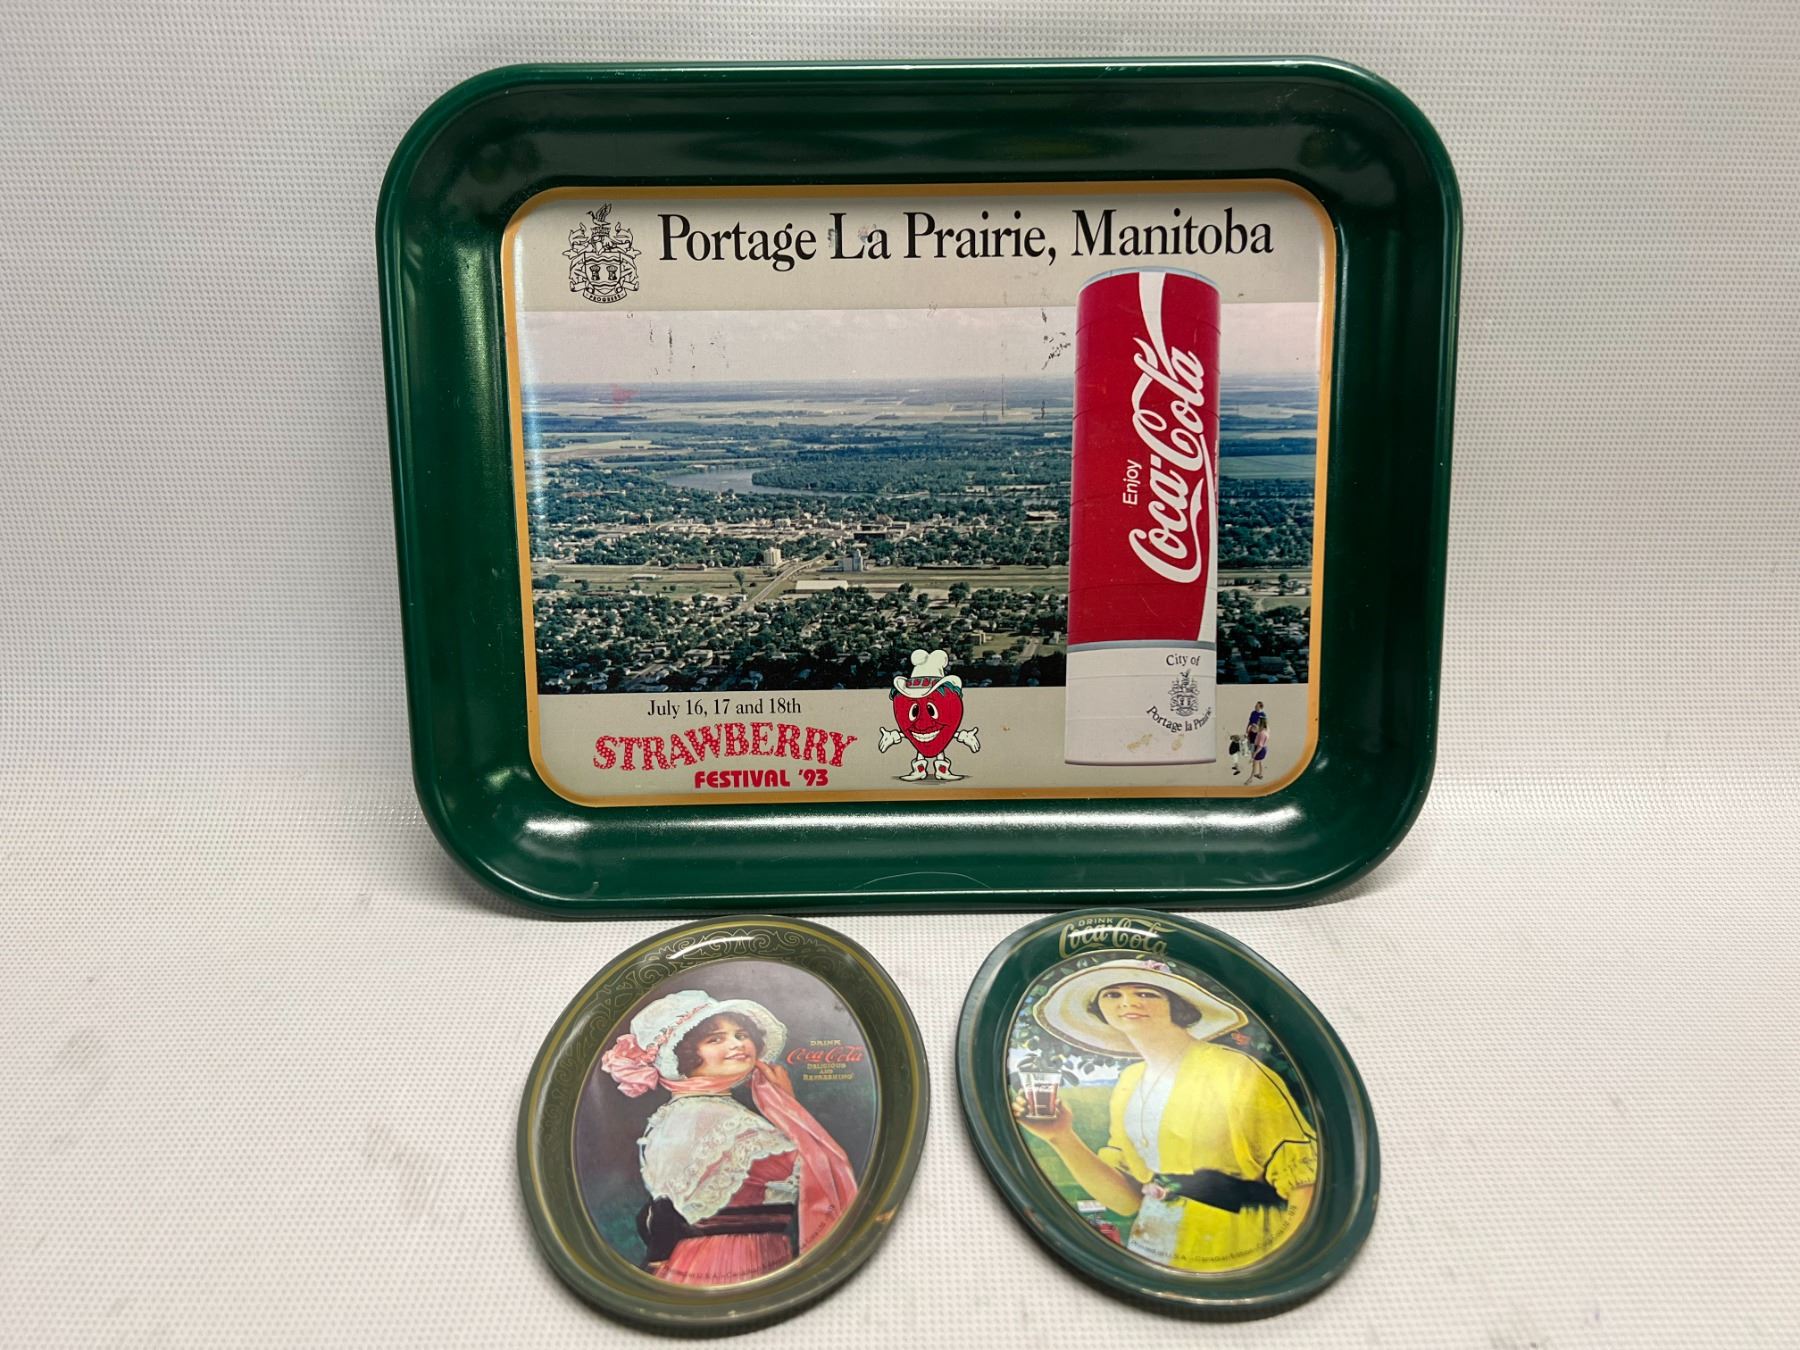 Portage La Prairie, Manitoba
PROGRESS
Enjoy
Coca-Cola
City of
Portage la Prairie
July 16, 17 and 18th
STRAWBERRY
FESTIVAL '93
DRINK
Coca-Cola
DELICIOUS
AND
REFRESHING
DRINK
Coca-Cola